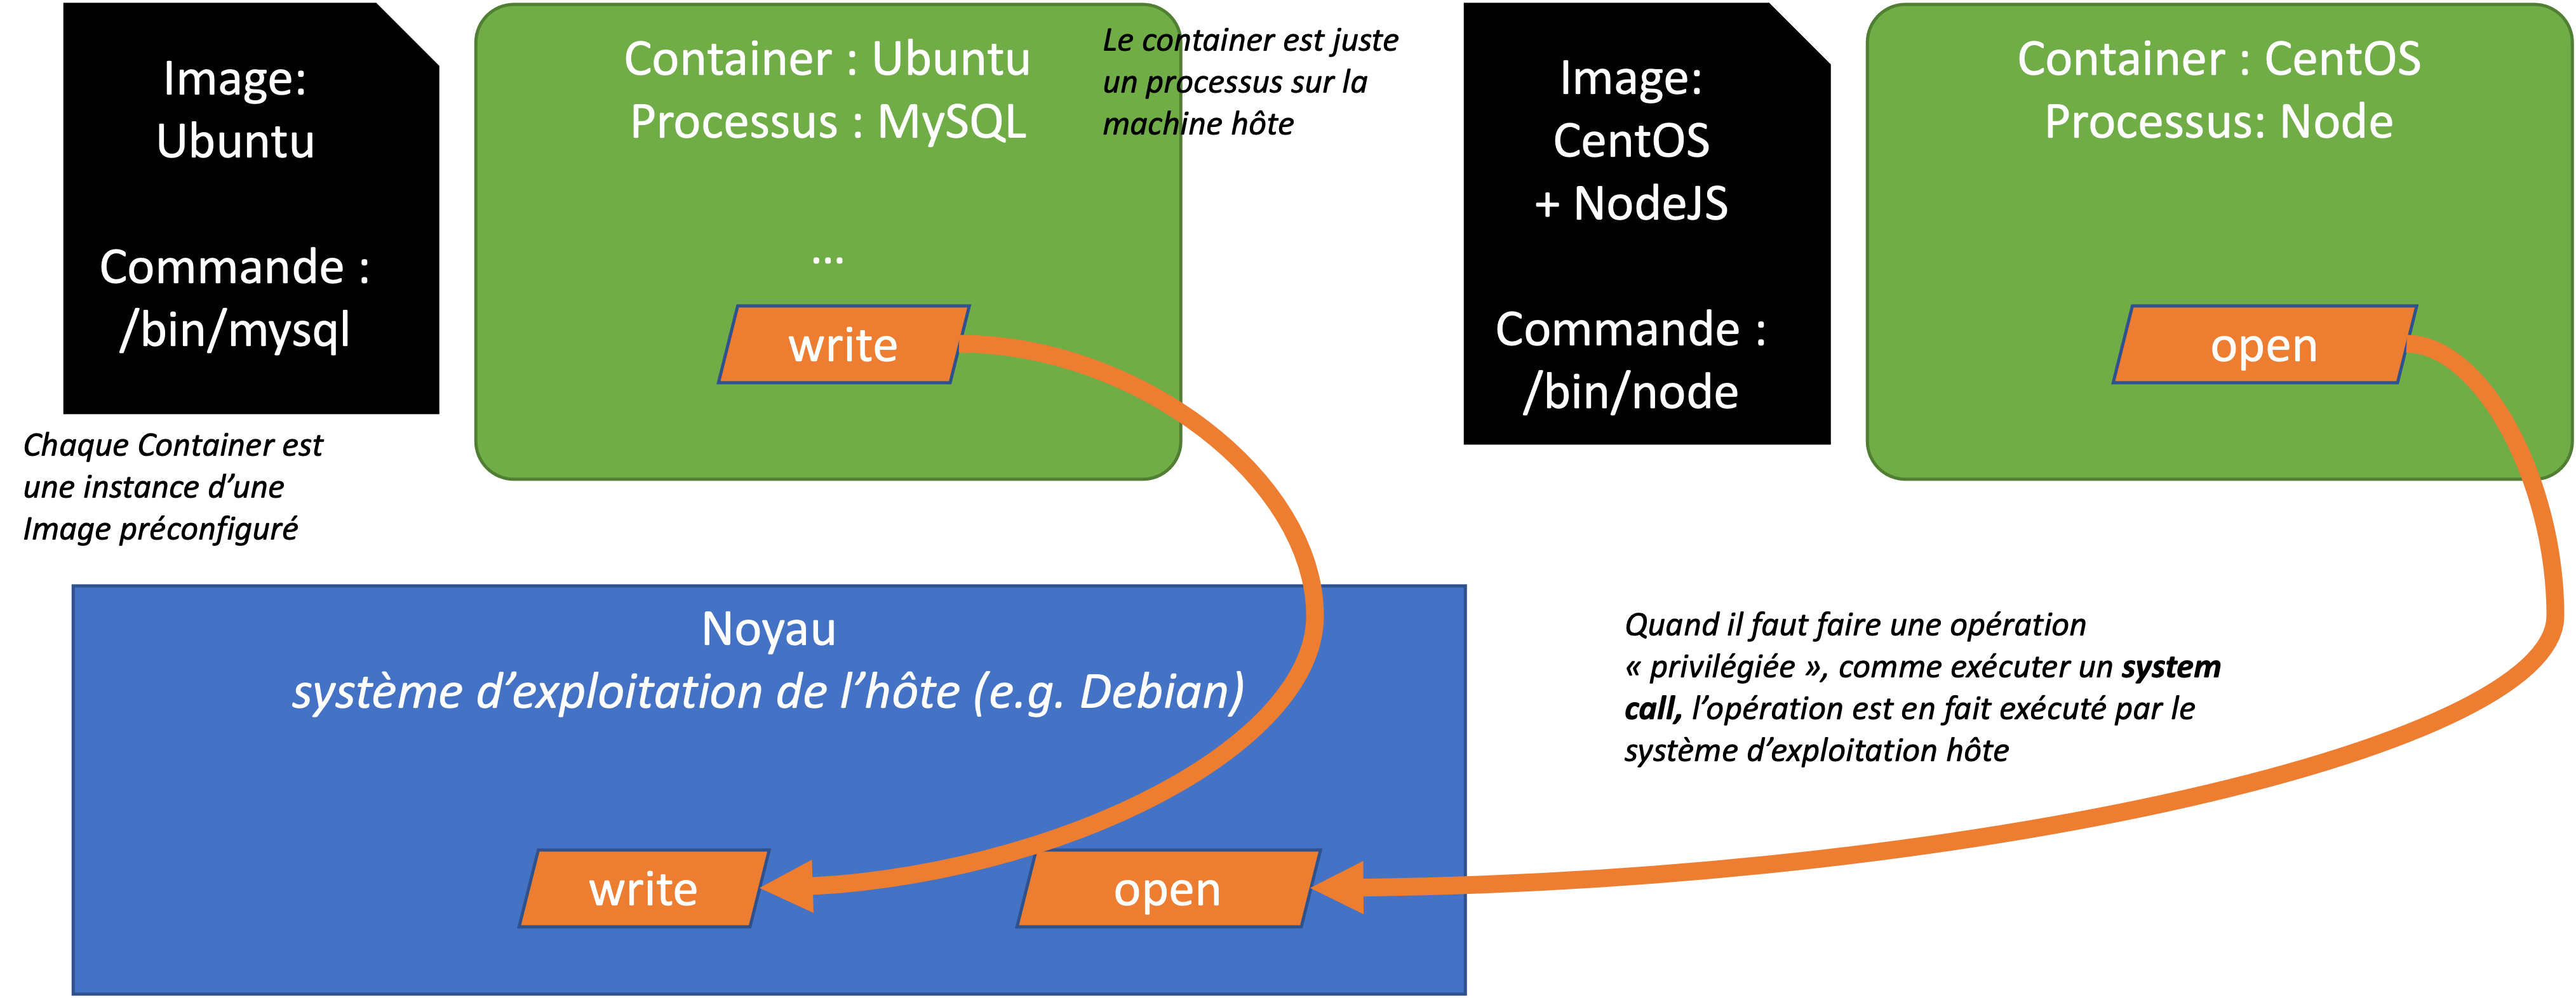 Image:
Ubuntu
Commande :
/bin/mysql
Chaque Container est
une instance d’une
Image préconfiguré
Container : Ubuntu
Processus : MySQL
...
write
Le container est juste
un processus sur la
machine hôte
Image:
CentOS
+ NodeJS
Commande :
/bin/node
Container : CentOS
Processus: Node
open
Noyau
système d’exploitation de l’hôte (e.g. Debian)
write
open
Quand il faut faire une opération
« privilégiée », comme exécuter un system
call, l’opération est en fait exécuté par le
système d’exploitation hôte